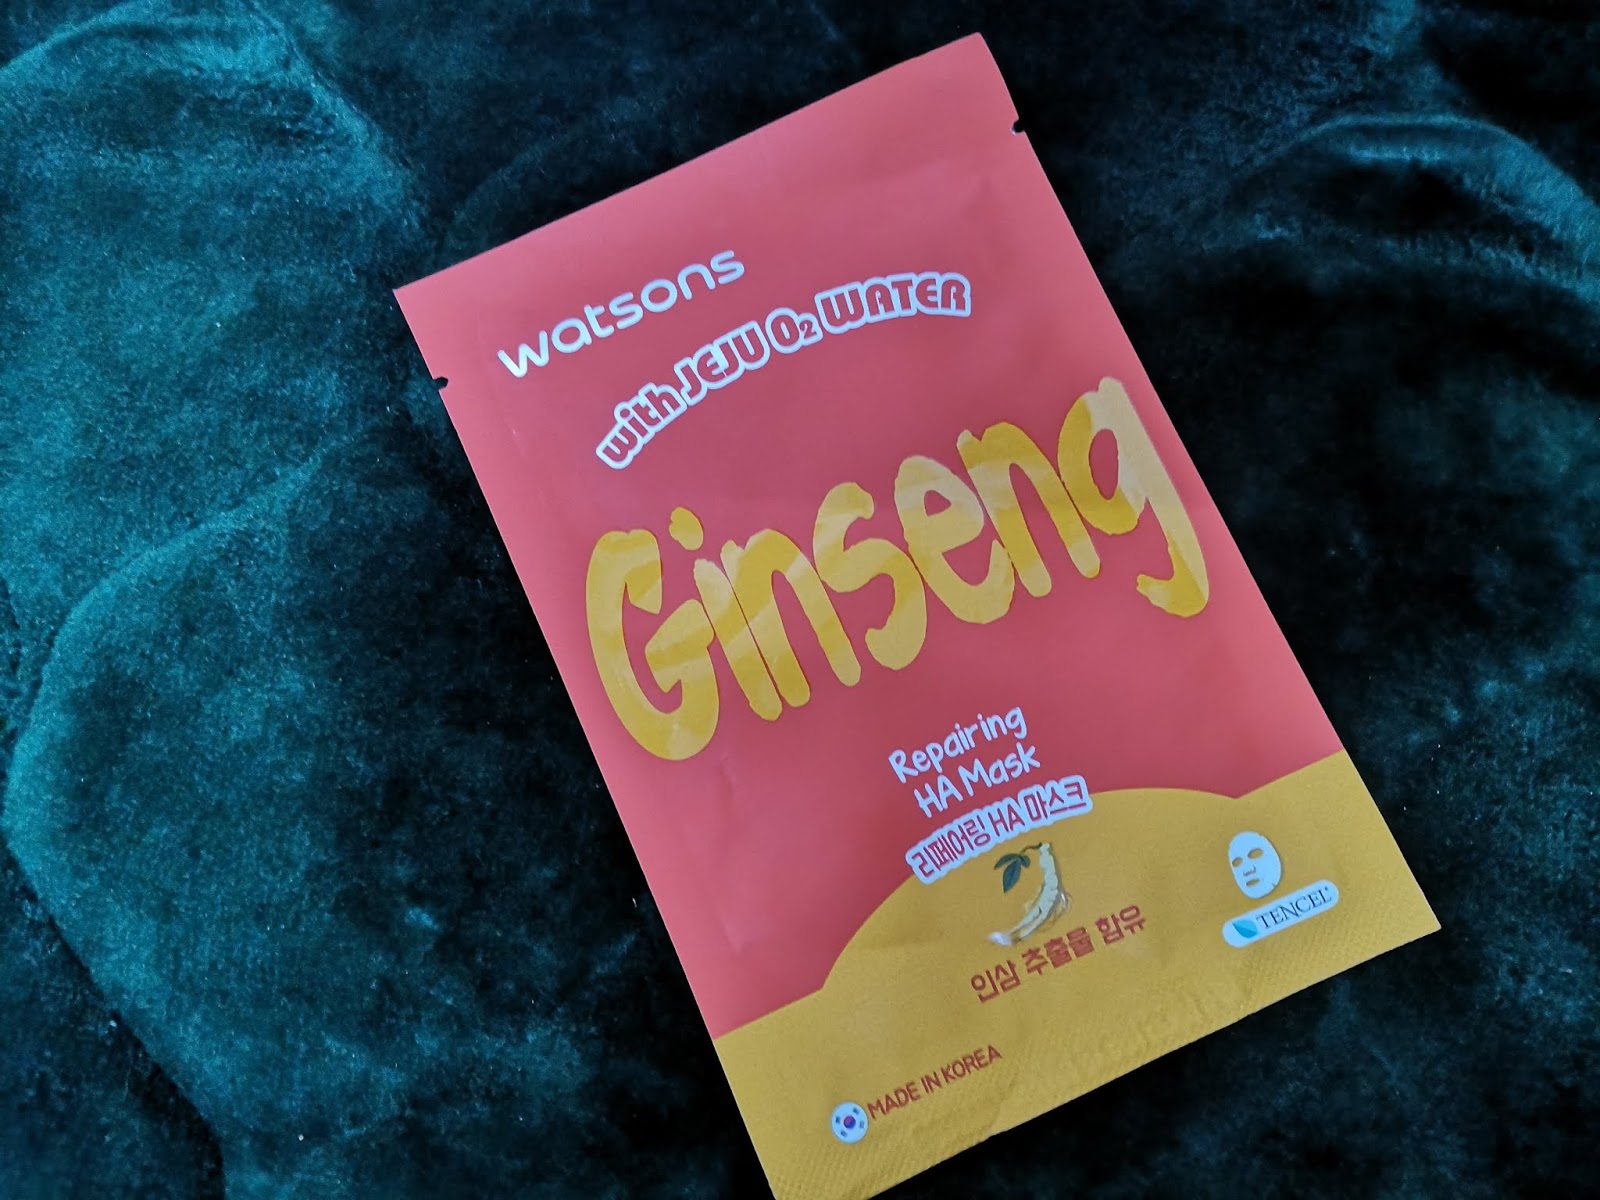 watsons
with JEJU O₂ WATER
Ginseng
Repairing
HA Mask
리페어링 HA 마스크
인삼 추출물 함유
TENCEL®
MADE IN KOREA